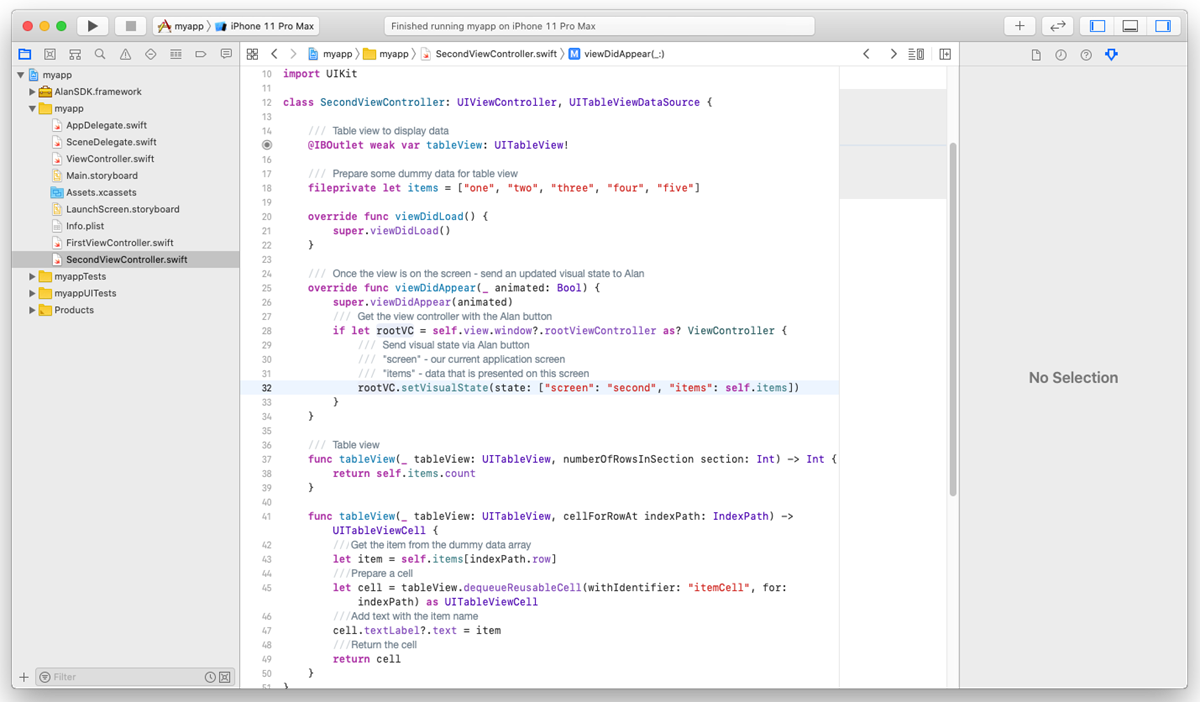 myapp iPhone 11 Pro Max
Finished running myapp on iPhone 11 Pro Max
myapp
AlanSDK.framework
myapp
AppDelegate.swift
SceneDelegate.swift
ViewController.swift
Main.storyboard
Assets.xcassets
LaunchScreen.storyboard
Info.plist
FirstViewController.swift
SecondViewController.swift
myappTests
myappUITests
Products
Filter
myapp myapp SecondViewController.swift M viewDidAppear(_:)
10 import UIKit
11
12 class SecondViewController: UIViewController, UITableViewDataSource {
13
14 /// Table view to display data
@IBOutlet weak var tableView: UITableView!
16
17 /// Prepare some dummy data for table view
18 fileprivate let items = ["one", "two", "three", "four", "five"]
19
20 override func viewDidLoad() {
21 super.viewDidLoad()
22 }
23
24 /// Once the view is on the screen - send an updated visual state to Alan
25 override func viewDidAppear(_ animated: Bool) {
26 super.viewDidAppear(animated)
27 /// Get the view controller with the Alan button
28 if let rootVC = self.view.window?.rootViewController as? ViewController {
29 /// Send visual state via Alan button
30 /// "screen" - our current application screen
31 /// "items" - data that is presented on this screen
32 rootVC.setVisualState(state: ["screen": "second", "items": self.items])
33 }
34 }
35
36 /// Table view
37 func tableView(_ tableView: UITableView, numberOfRowsInSection section: Int) -> Int {
38 return self.items.count
39 }
40
41 func tableView(_ tableView: UITableView, cellForRowAt indexPath: IndexPath) ->
UITableViewCell {
42 ///Get the item from the dummy data array
43 let item = self.items[indexPath.row]
44 ///Prepare a cell
45 let cell = tableView.dequeueReusableCell(withIdentifier: "itemCell", for:
indexPath) as UITableViewCell
46 ///Add text with the item name
47 cell.textLabel?.text = item
48 ///Return the cell
49 return cell
50 }
51 }
No Selection